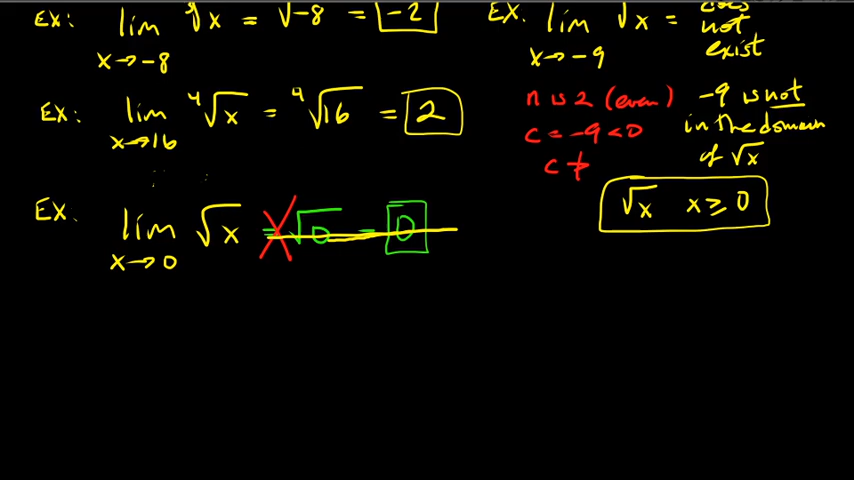 EX: lim ∛x = √-8 = -2
x→-8
EX. lim √x = does not exist
x→-9
EX: lim ⁴√x = ⁴√16 = 2
x→16
n is 2 (even)
c = -9 < 0
c ≠
-9 is not
in the domain
of √x
√x x ≥ 0
EX: lim √x = √0 = 0
x→0